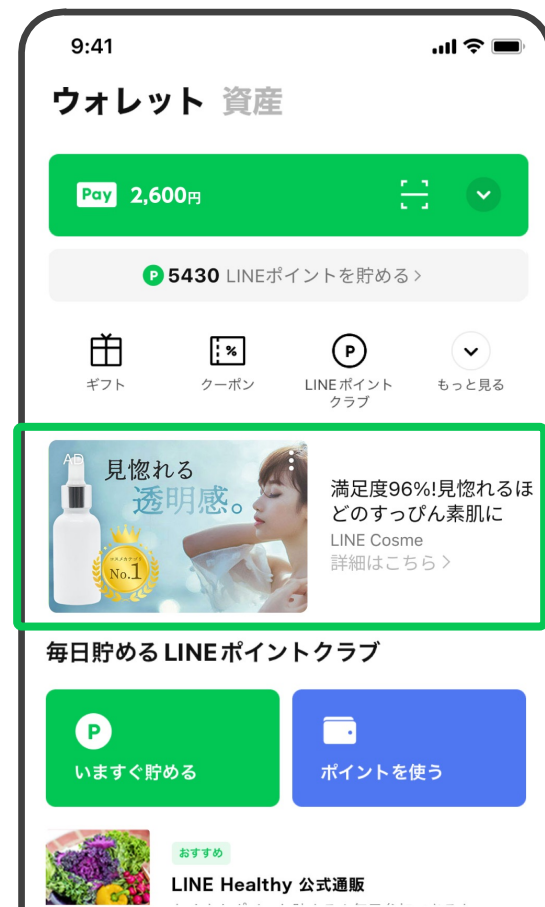 9:41
ウォレット 資産
Pay 2,600円
P 5430 LINEポイントを貯める >
ギフト
クーポン
LINEポイント
クラブ
もっと見る
AD
見惚れる
透明感。
No.1
満足度96%!見惚れるほ
どのすっぴん素肌に
LINE Cosme
詳細はこちら >
毎日貯める LINEポイントクラブ
P
いますぐ貯める
ポイントを使う
おすすめ
LINE Healthy 公式通販